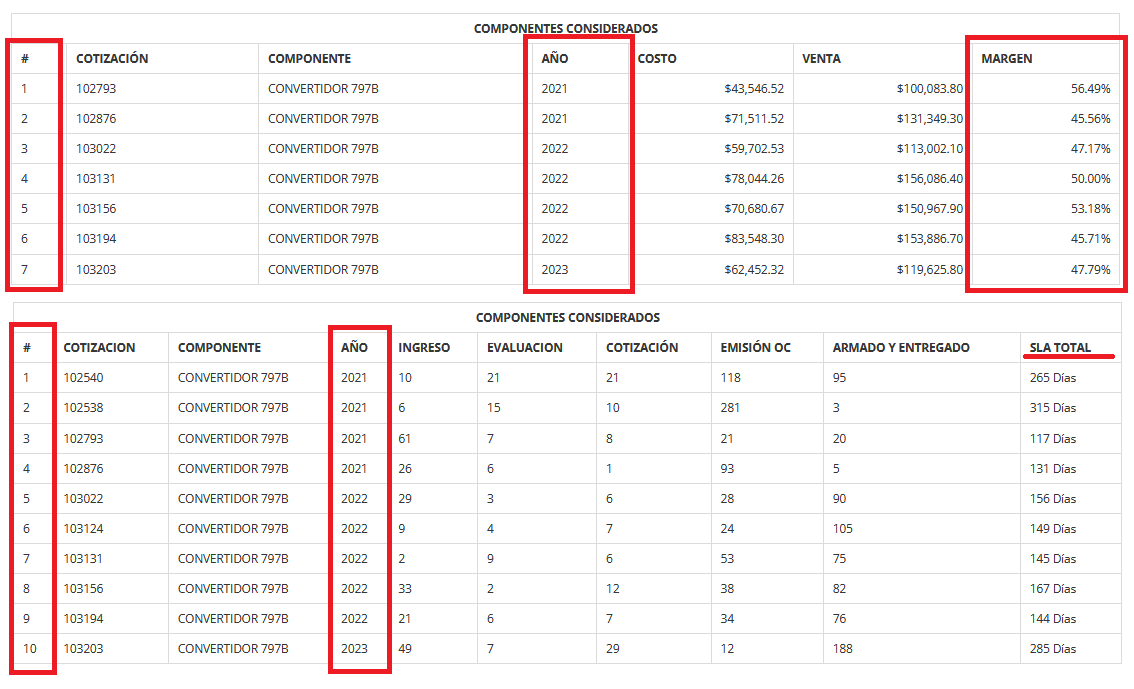 COMPONENTES CONSIDERADOS
# COTIZACIÓN COMPONENTE AÑO COSTO VENTA MARGEN
1 102793 CONVERTIDOR 797B 2021 $43,546.52 $100,083.80 56.49%
2 102876 CONVERTIDOR 797B 2021 $71,511.52 $131,349.30 45.56%
3 103022 CONVERTIDOR 797B 2022 $59,702.53 $113,002.10 47.17%
4 103131 CONVERTIDOR 797B 2022 $78,044.26 $156,086.40 50.00%
5 103156 CONVERTIDOR 797B 2022 $70,680.67 $150,967.90 53.18%
6 103194 CONVERTIDOR 797B 2022 $83,548.30 $153,886.70 45.71%
7 103203 CONVERTIDOR 797B 2023 $62,452.32 $119,625.80 47.79%
COMPONENTES CONSIDERADOS
# COTIZACION COMPONENTE AÑO INGRESO EVALUACION COTIZACIÓN EMISIÓN OC ARMADO Y ENTREGADO SLA TOTAL
1 102540 CONVERTIDOR 797B 2021 10 21 21 118 95 265 Días
2 102538 CONVERTIDOR 797B 2021 6 15 10 281 3 315 Días
3 102793 CONVERTIDOR 797B 2021 61 7 8 21 20 117 Días
4 102876 CONVERTIDOR 797B 2021 26 6 1 93 5 131 Días
5 103022 CONVERTIDOR 797B 2022 29 3 6 28 90 156 Días
6 103124 CONVERTIDOR 797B 2022 9 4 7 24 105 149 Días
7 103131 CONVERTIDOR 797B 2022 2 9 6 53 75 145 Días
8 103156 CONVERTIDOR 797B 2022 33 2 12 38 82 167 Días
9 103194 CONVERTIDOR 797B 2022 21 6 7 34 76 144 Días
10 103203 CONVERTIDOR 797B 2023 49 7 29 12 188 285 Días